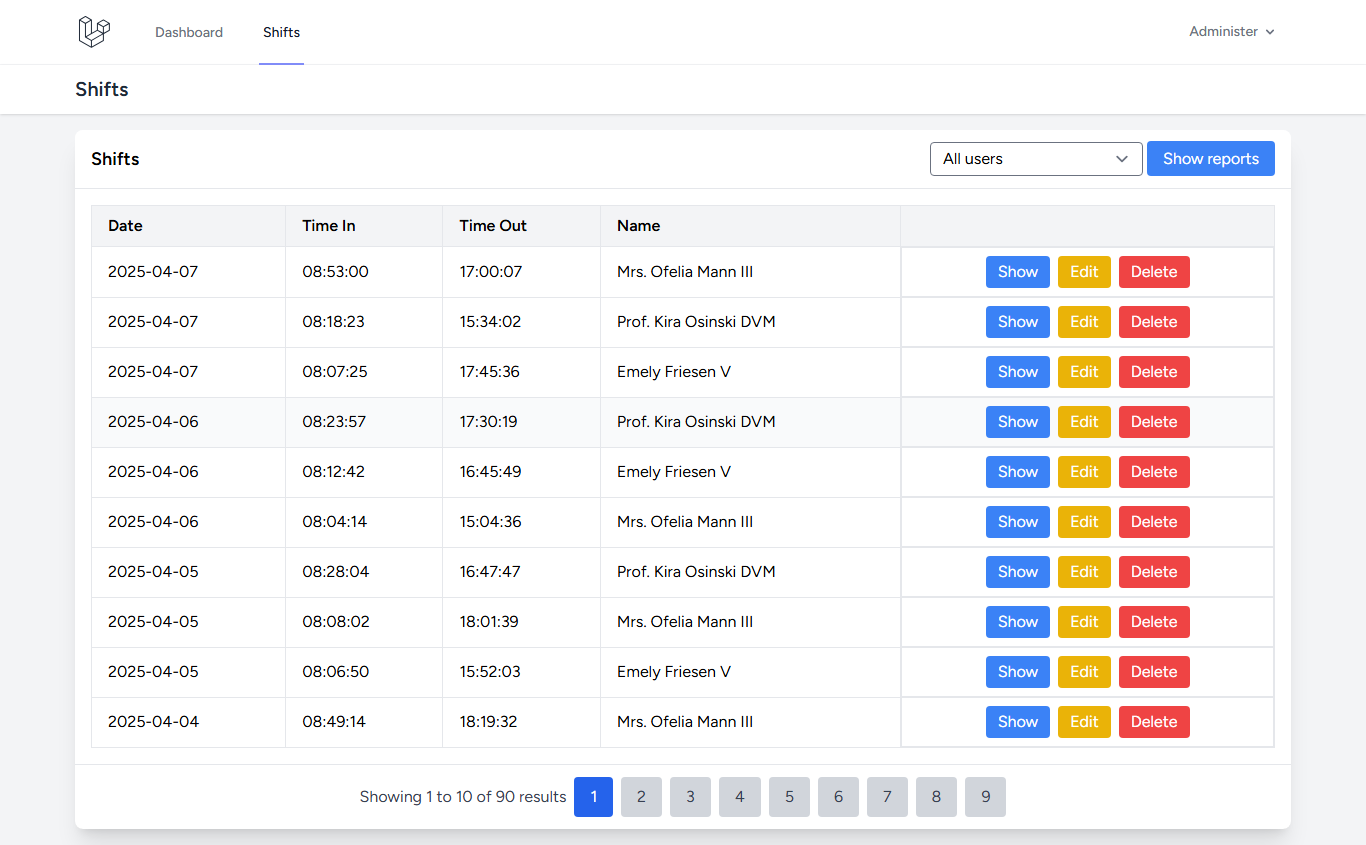 Dashboard Shifts Administer
Shifts
Shifts All users Show reports
Date Time In Time Out Name
2025-04-07 08:53:00 17:00:07 Mrs. Ofelia Mann III Show Edit Delete
2025-04-07 08:18:23 15:34:02 Prof. Kira Osinski DVM Show Edit Delete
2025-04-07 08:07:25 17:45:36 Emely Friesen V Show Edit Delete
2025-04-06 08:23:57 17:30:19 Prof. Kira Osinski DVM Show Edit Delete
2025-04-06 08:12:42 16:45:49 Emely Friesen V Show Edit Delete
2025-04-06 08:04:14 15:04:36 Mrs. Ofelia Mann III Show Edit Delete
2025-04-05 08:28:04 16:47:47 Prof. Kira Osinski DVM Show Edit Delete
2025-04-05 08:08:02 18:01:39 Mrs. Ofelia Mann III Show Edit Delete
2025-04-05 08:06:50 15:52:03 Emely Friesen V Show Edit Delete
2025-04-04 08:49:14 18:19:32 Mrs. Ofelia Mann III Show Edit Delete
Showing 1 to 10 of 90 results 1 2 3 4 5 6 7 8 9